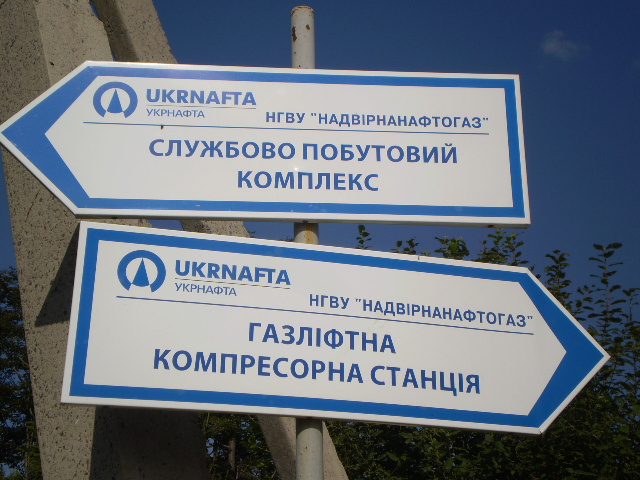 UKRNAFTA
УКРНАФТА
НГВУ "НАДВІРНАНАФТОГАЗ"
СЛУЖБОВО ПОБУТОВИЙ
КОМПЛЕКС
UKRNAFTA
УКРНАФТА
НГВУ "НАДВІРНАНАФТОГАЗ"
ГАЗЛІФТНА
КОМПРЕСОРНА СТАНЦІЯ